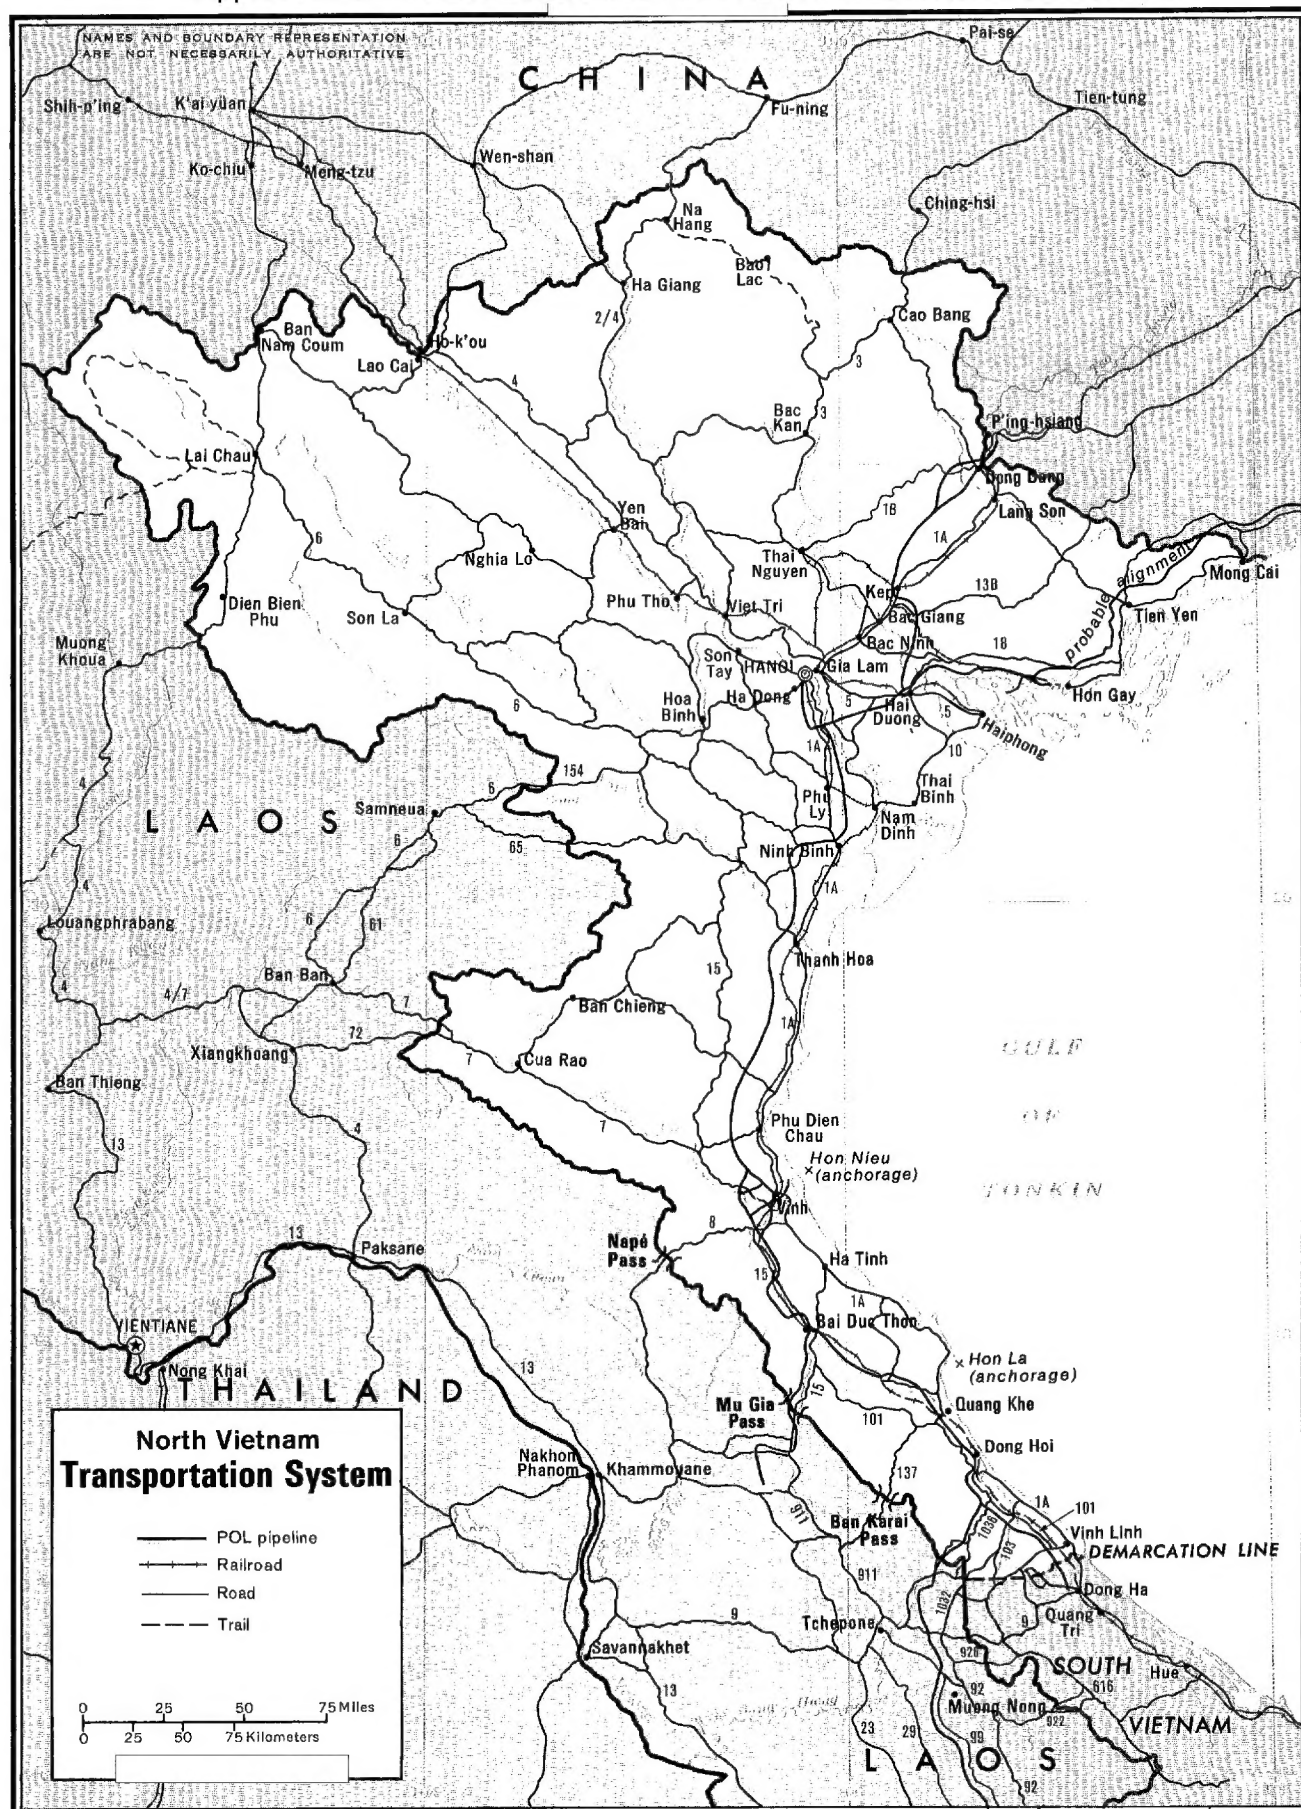 NAMES AND BOUNDARY REPRESENTATION
ARE NOT NECESSARILY AUTHORITATIVE
CHINA
Pai-se
Shih-p'ing
K'ai-yüan
Fu-ning
Tien-tung
Ko-chiu
Meng-tzu
Wen-shan
Ching-hsi
Na
Hang
Bao
Lac
Ha Giang
2/4
Cao Bang
Ban
Nam Coum
Ho-k'ou
Lao Cai
4
3
Bac
Kan
3
P'ing-hsiang
Lai Chau
Dong Dang
Lang Son
Yen
Bai
1B
1A
6
Nghia Lo
Thai
Nguyen
alignment
Mong Cai
Dien Bien
Phu
Son La
Phu Tho
Viet Tri
Kep
13B
Bac Giang
probable
Tien Yen
Muong
Khoua
Bac Ninh
18
Son
Tay
HANOI
Gia Lam
Ha Dong
Hon Gay
6
Hoa
Binh
5
Hai
Duong
5
Haiphong
1A
10
4
154
6
LAOS
Samneua
Phu
Ly
Thai
Binh
Nam
Dinh
6
65
Ninh Binh
4
1A
Louangphrabang
6
61
Thanh Hoa
15
Ban Ban
4
4/7
7
Ban Chieng
72
1A
GULF
OF
TONKIN
Xiangkhoang
7
Cua Rao
Ban Thieng
13
4
7
Phu Dien
Chau
Hon Nieu
(anchorage)
Vinh
13
Paksane
8
Napé
Pass
15
Ha Tinh
1A
VIENTIANE
Bai Duc Thon
Nong Khai
13
Hon La
(anchorage)
THAILAND
Mu Gia
Pass
15
101
Quang Khe
North Vietnam
Transportation System
Nakhon
Phanom
Khammouane
Dong Hoi
137
911
Ban Karai
Pass
1A
101
POL pipeline
Railroad
Road
Trail
1036
103
Vinh Linh
DEMARCATION LINE
911
1032
Dong Ha
9
Tchepone
9
Quang
Tri
Savannakhet
926
SOUTH
Hue
13
92
616
Muong Nong
922
VIETNAM
23
29
99
LAOS
92
0 25 50 75 Miles
0 25 50 75 Kilometers